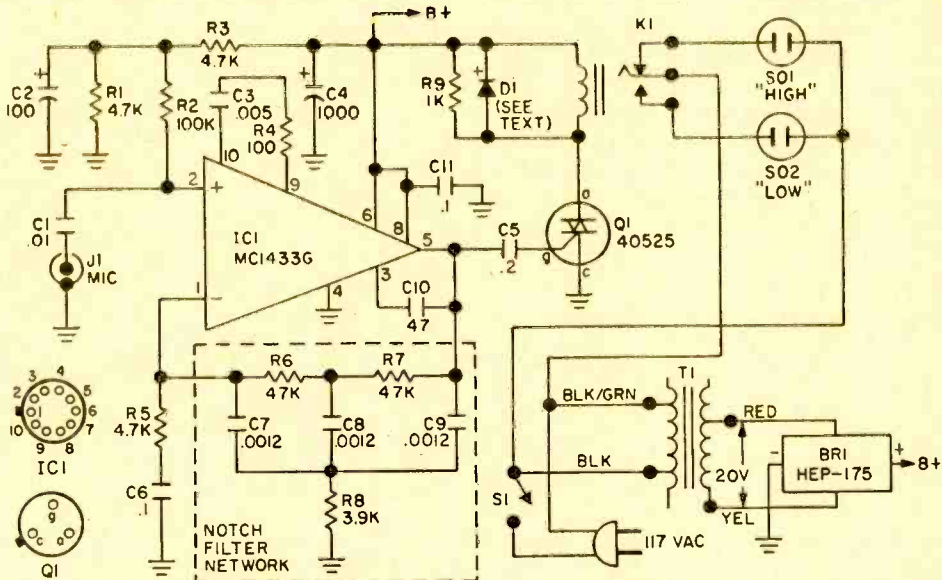 B+
R3
4.7K
C2
100
R1
4.7K
R2
100K
C3
.005
R4
100
C4
1000
R9
1K
D1
(SEE
TEXT)
K1
SO1
"HIGH"
SO2
"LOW"
10
9
2
+
6
8
C11
.1
C1
.01
J1
MIC
IC1
MC1433G
5
C5
.2
a
g
c
Q1
40525
1
-
4
3
C10
47
R6
47K
R7
47K
C7
.0012
C8
.0012
C9
.0012
R5
4.7K
C6
.1
R8
3.9K
NOTCH
FILTER
NETWORK
3 4 5
2 1 6
10 9 8 7
IC1
g
c a
Q1
BLK/GRN
T1
RED
BLK
20V
YEL
- BR1 +
HEP-175
B+
S1
117 VAC